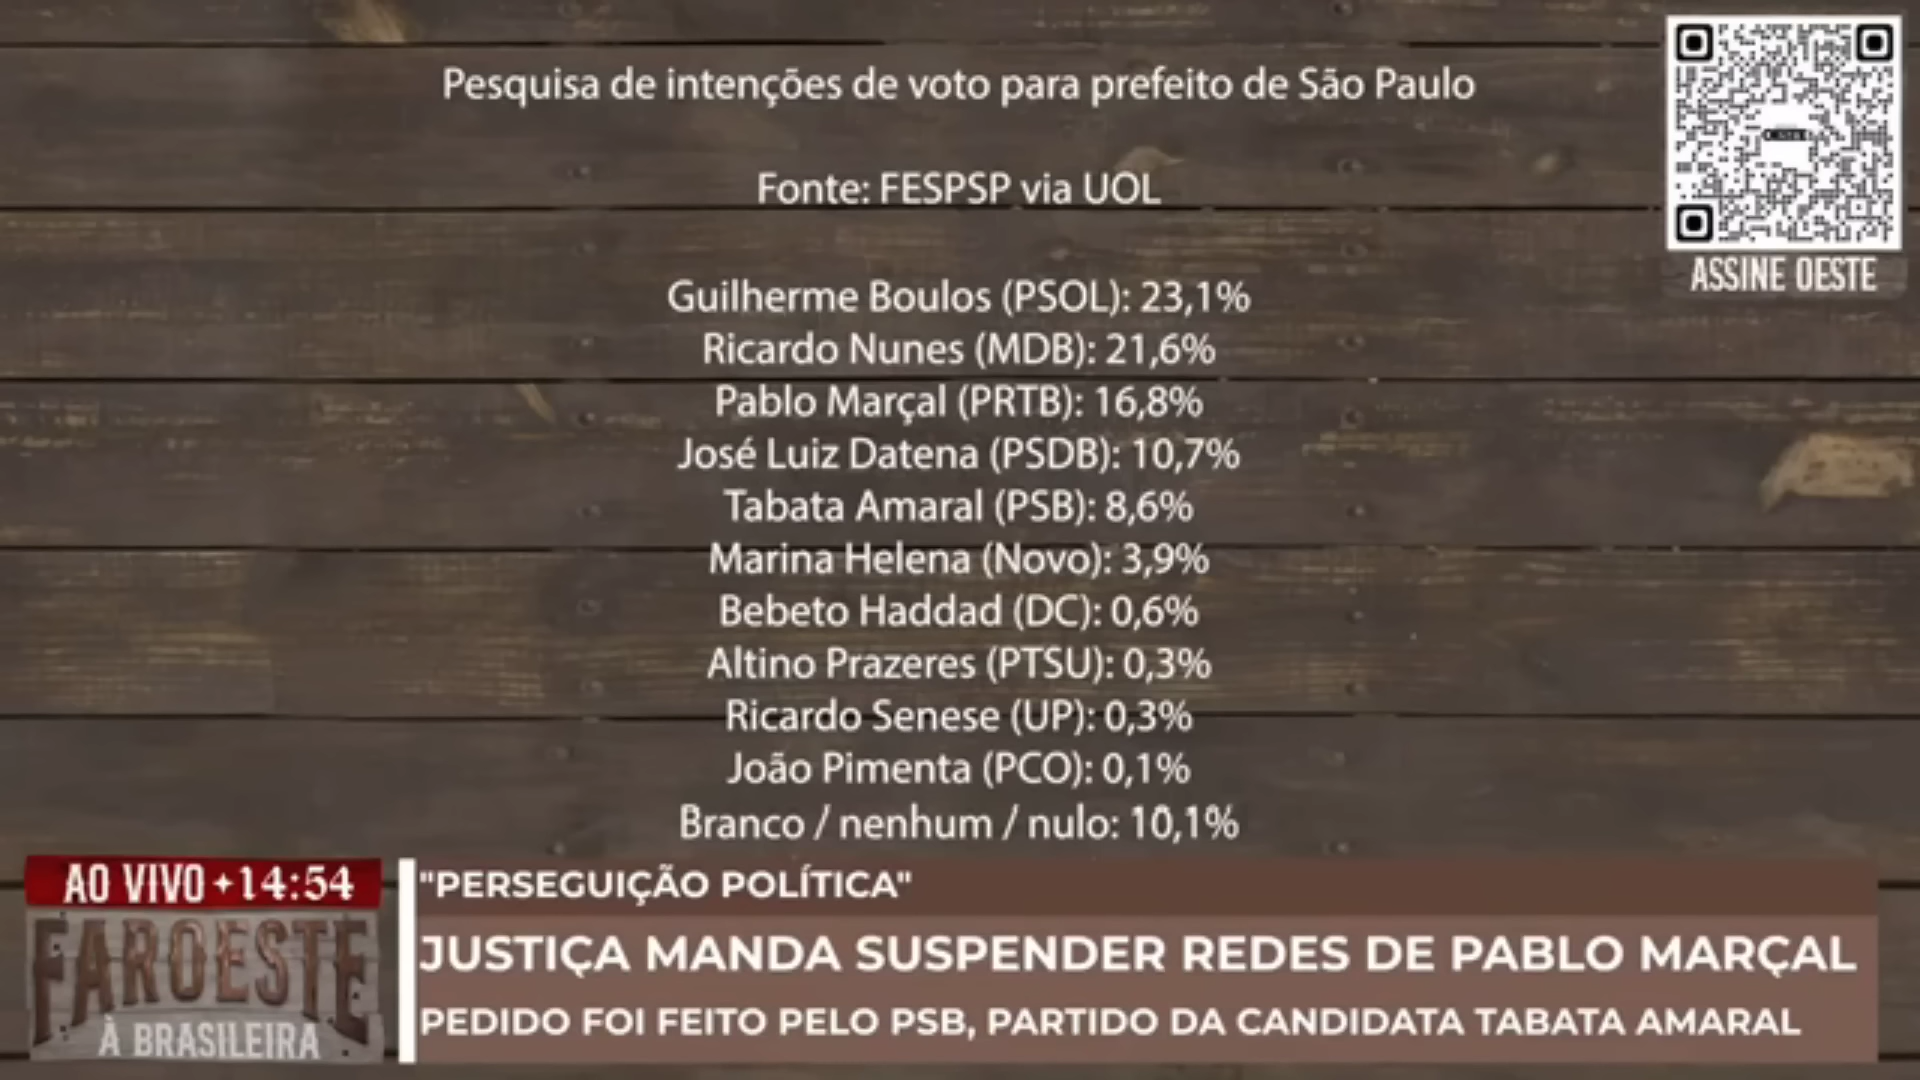 Pesquisa de intenções de voto para prefeito de São Paulo
Fonte: FESPSP via UOL
Guilherme Boulos (PSOL): 23,1%
Ricardo Nunes (MDB): 21,6%
Pablo Marçal (PRTB): 16,8%
José Luiz Datena (PSDB): 10,7%
Tabata Amaral (PSB): 8,6%
Marina Helena (Novo): 3,9%
Bebeto Haddad (DC): 0,6%
Altino Prazeres (PTSU): 0,3%
Ricardo Senese (UP): 0,3%
João Pimenta (PCO): 0,1%
Branco / nenhum / nulo: 10,1%
ASSINE OESTE
AO VIVO 14:54
FAROESTE
À BRASILEIRA
"PERSEGUIÇÃO POLÍTICA"
JUSTIÇA MANDA SUSPENDER REDES DE PABLO MARÇAL
PEDIDO FOI FEITO PELO PSB, PARTIDO DA CANDIDATA TABATA AMARAL